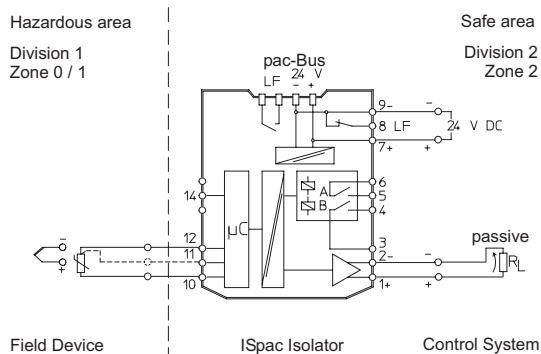 Hazardous area
Safe area
Division 1
Zone 0 / 1
Division 2
Zone 2
pac-Bus
LF 24 V
- +
9-
-
8 LF
24 V DC
7+
+
6
A
5
B
4
14
µC
3
passive
12
11
10
2-
-
RL
1+
+
-
+
Field Device
ISpac Isolator
Control System